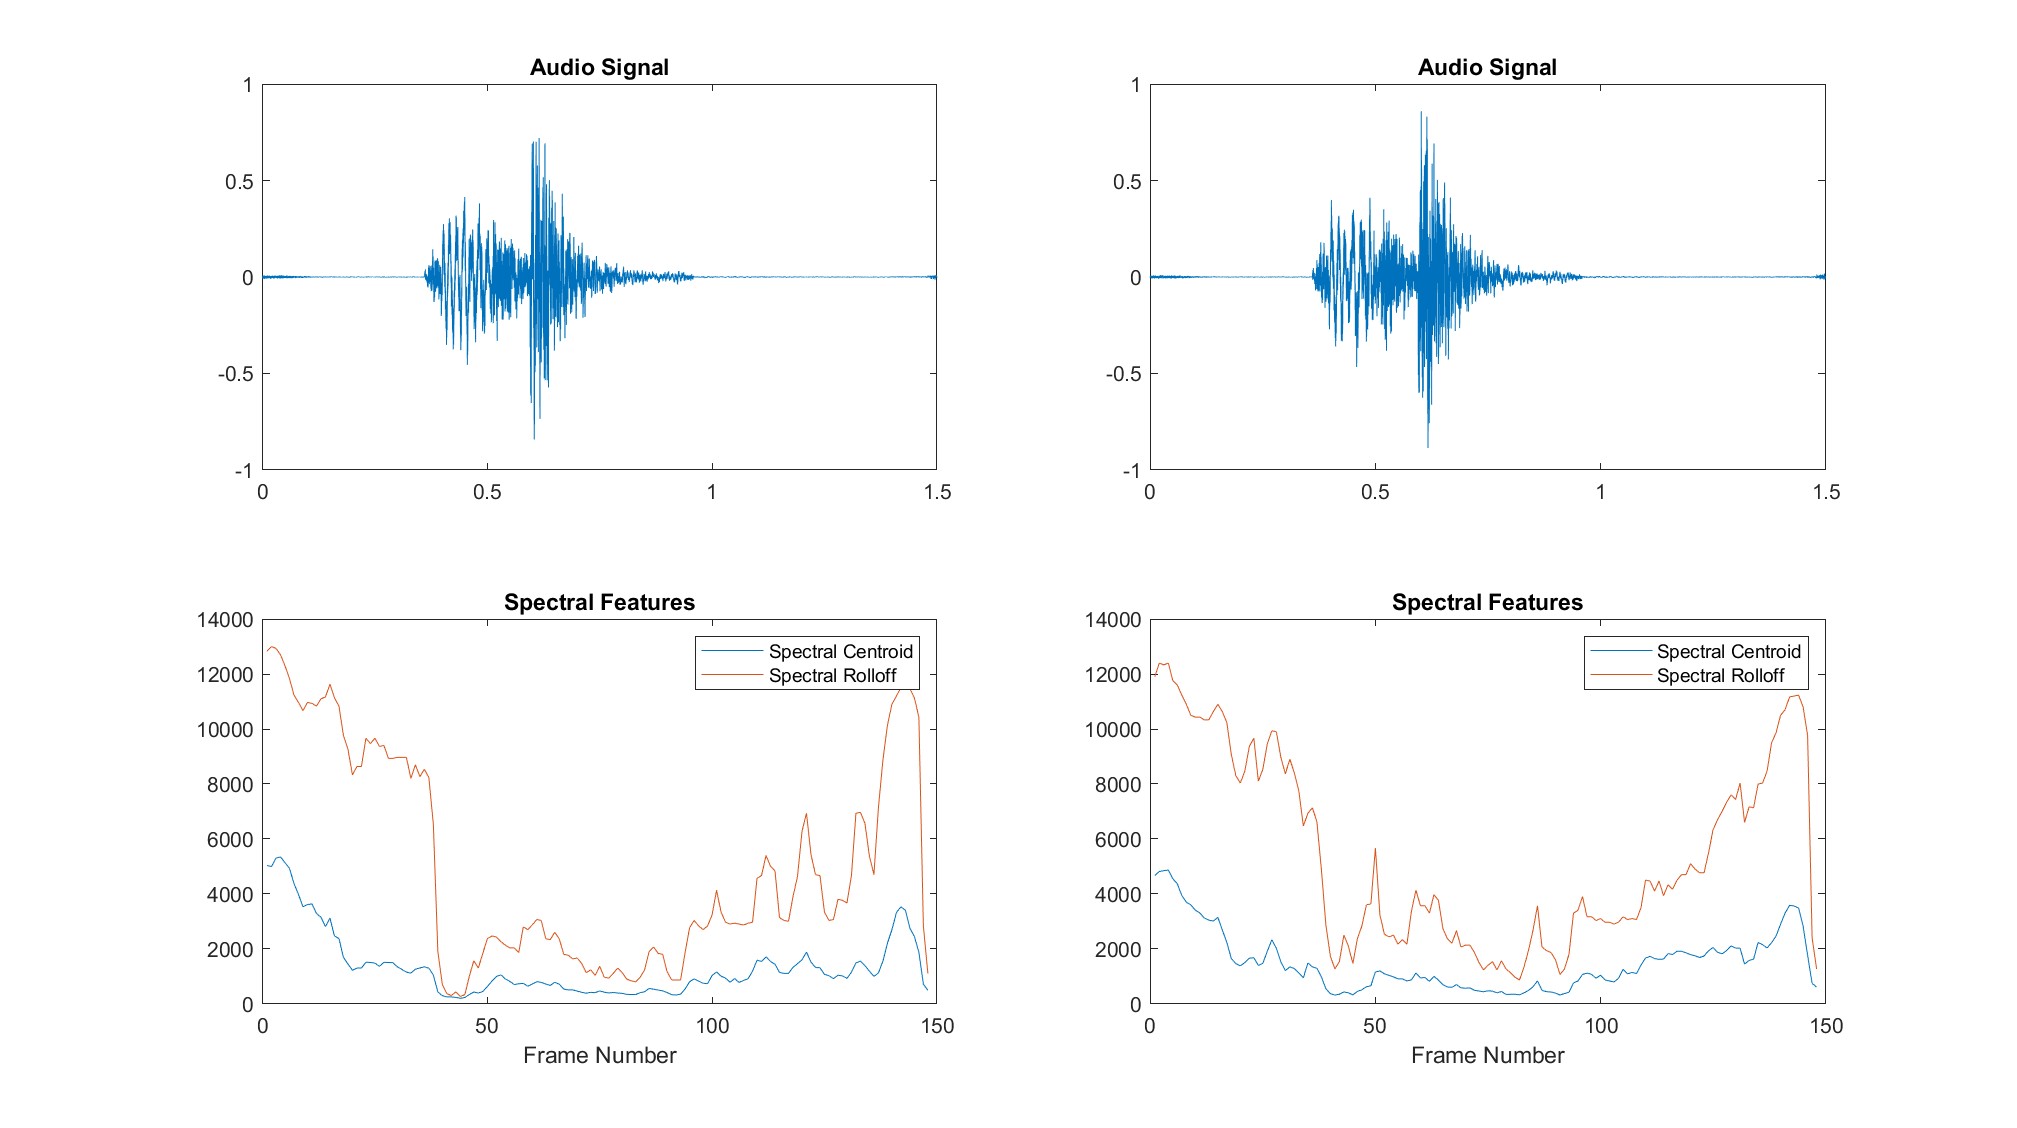 Audio Signal
1
0.5
0
-0.5
-1
0 0.5 1 1.5
Audio Signal
1
0.5
0
-0.5
-1
0 0.5 1 1.5
Spectral Features
14000
12000
10000
8000
6000
4000
2000
0
Spectral Centroid
Spectral Rolloff
0 50 100 150
Frame Number
Spectral Features
14000
12000
10000
8000
6000
4000
2000
0
Spectral Centroid
Spectral Rolloff
0 50 100 150
Frame Number